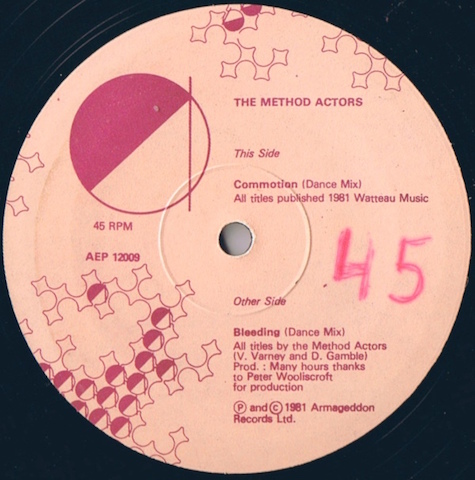 THE METHOD ACTORS
This Side
Commotion (Dance Mix)
All titles published 1981 Watteau Music
45 RPM
AEP 12009
45
Other Side
Bleeding (Dance Mix)
All titles by the Method Actors
(V. Varney and D. Gamble)
Prod. : Many hours thanks
to Peter Wooliscroft
for production
Ⓟ and © 1981 Armageddon
Records Ltd.